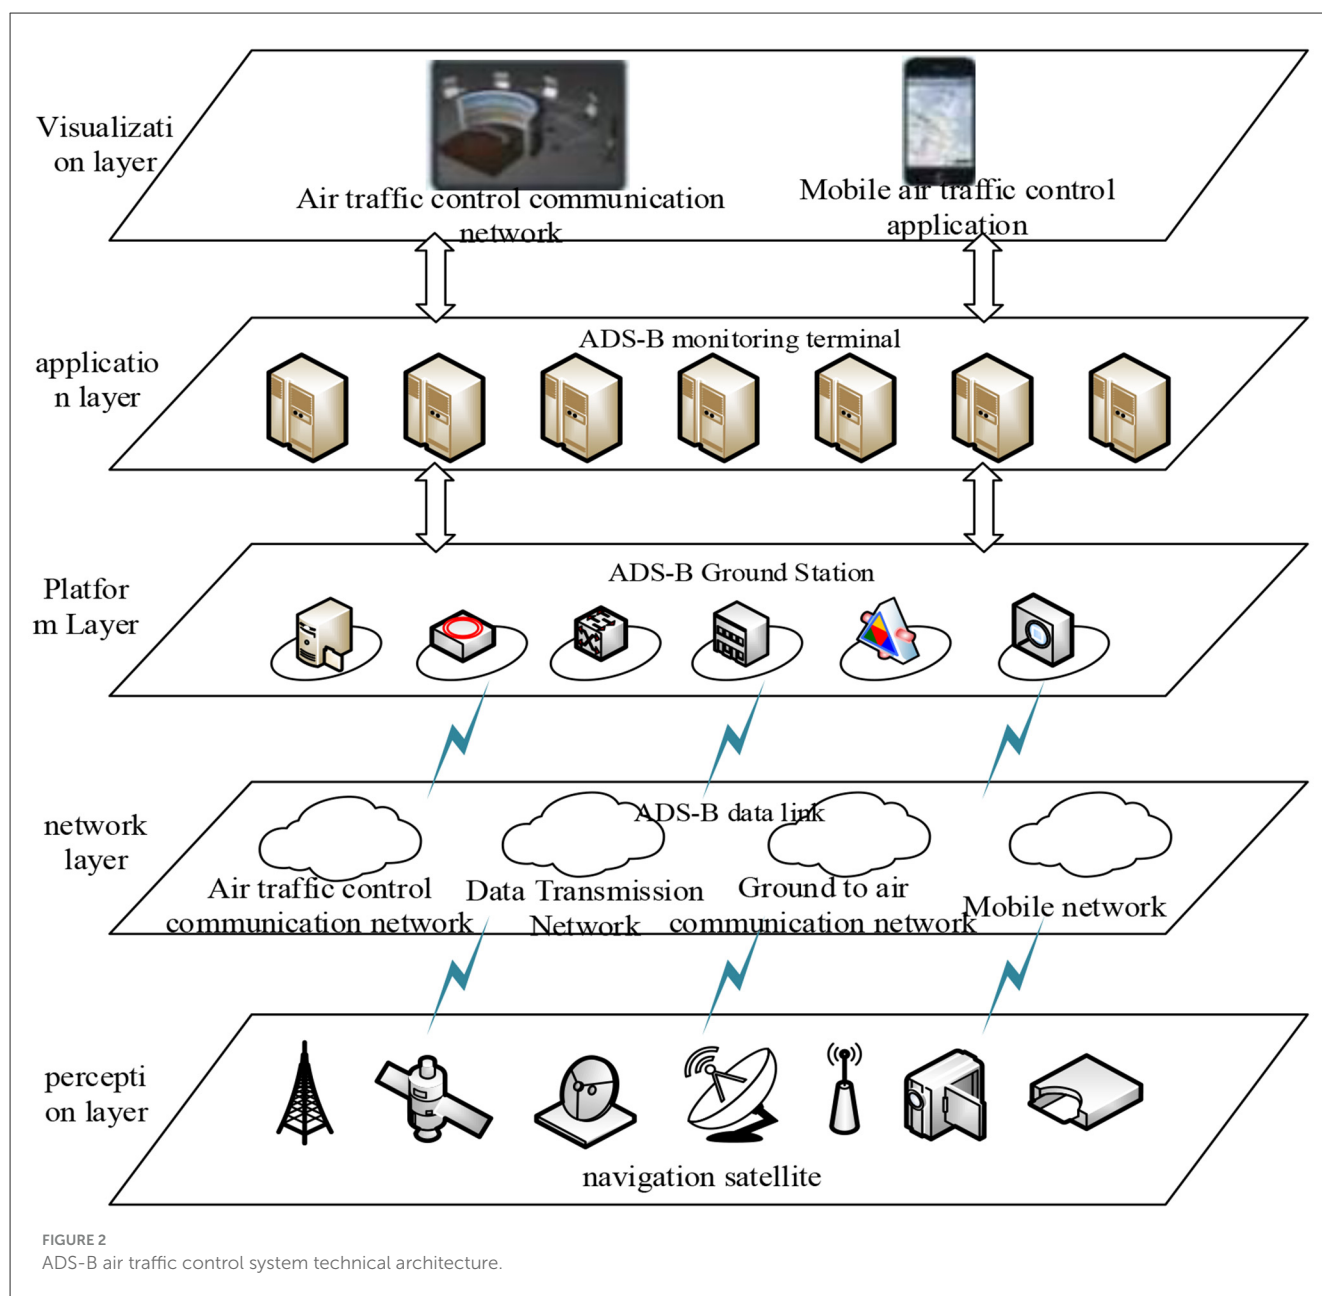 Visualizati
on layer
Air traffic control communication
network
Mobile air traffic control
application
applicatio
n layer
ADS-B monitoring terminal
Platfor
m Layer
ADS-B Ground Station
network
layer
ADS-B data link
Air traffic control
communication network
Data Transmission
Network
Ground to air
communication network
Mobile network
percepti
on layer
navigation satellite
FIGURE 2
ADS-B air traffic control system technical architecture.